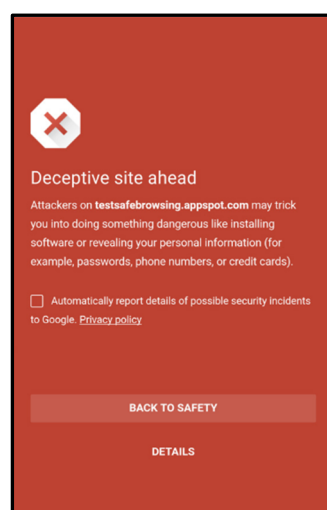 Deceptive site ahead
Attackers on testsafebrowsing.appspot.com may trick
you into doing something dangerous like installing
software or revealing your personal information (for
example, passwords, phone numbers, or credit cards).
Automatically report details of possible security incidents
to Google. Privacy policy
BACK TO SAFETY
DETAILS